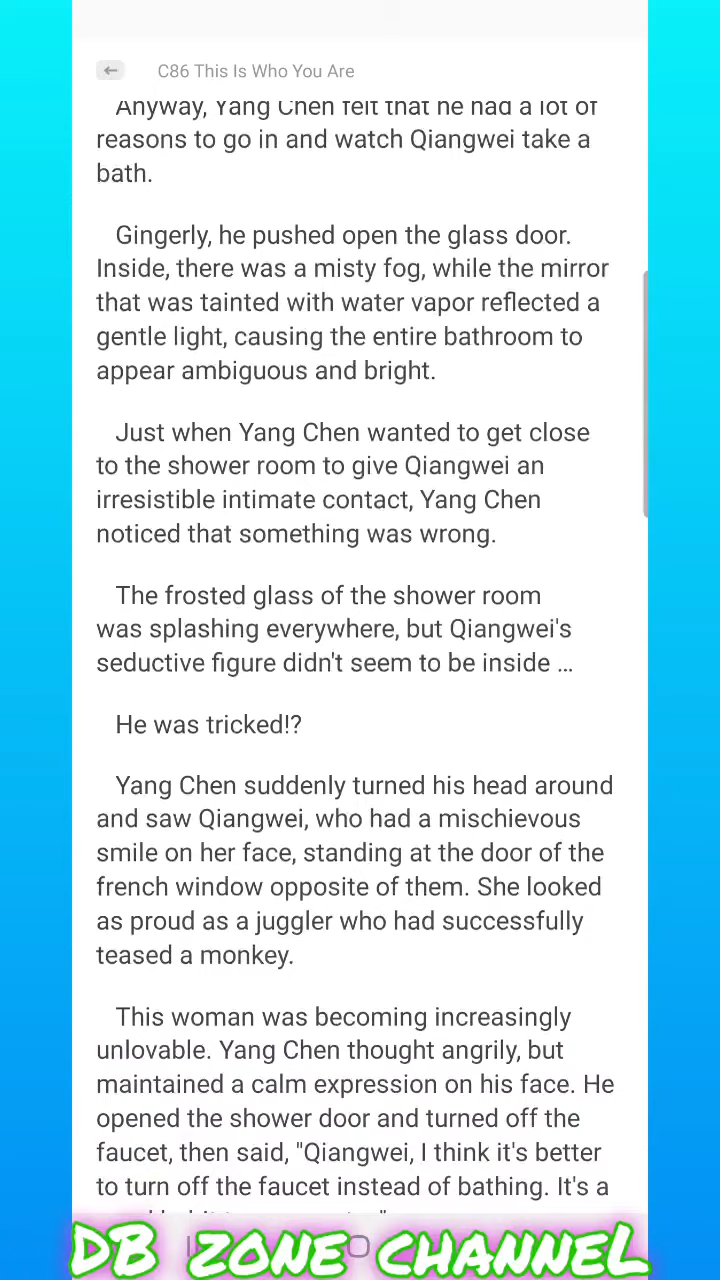 C86 This Is Who You Are
Anyway, Yang Chen felt that he had a lot of
reasons to go in and watch Qiangwei take a
bath.
Gingerly, he pushed open the glass door.
Inside, there was a misty fog, while the mirror
that was tainted with water vapor reflected a
gentle light, causing the entire bathroom to
appear ambiguous and bright.
Just when Yang Chen wanted to get close
to the shower room to give Qiangwei an
irresistible intimate contact, Yang Chen
noticed that something was wrong.
The frosted glass of the shower room
was splashing everywhere, but Qiangwei's
seductive figure didn't seem to be inside ...
He was tricked!?
Yang Chen suddenly turned his head around
and saw Qiangwei, who had a mischievous
smile on her face, standing at the door of the
french window opposite of them. She looked
as proud as a juggler who had successfully
teased a monkey.
This woman was becoming increasingly
unlovable. Yang Chen thought angrily, but
maintained a calm expression on his face. He
opened the shower door and turned off the
faucet, then said, "Qiangwei, I think it's better
to turn off the faucet instead of bathing. It's a
DB ZONE CHANNEL